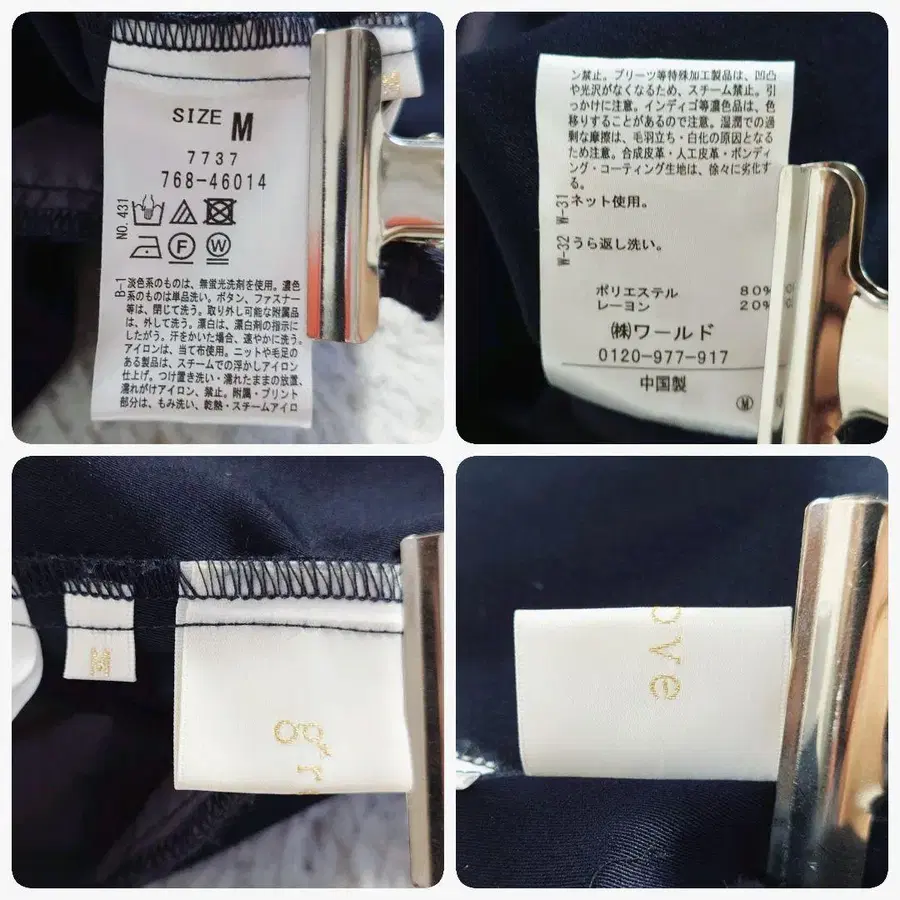 SIZE M
7737
768-46014
NO.431
F
W
B-1
淡色系のものは、無蛍光洗剤を使用。濃色
系のものは単品洗い。ボタン、ファスナー
等は、閉じて洗う。取り外し可能な附属品
は、外して洗う。漂白は、漂白剤の指示に
したがう。汗をかいた場合、速やかに洗う。
アイロンは、当て布使用。ニットや毛足の
ある製品は、スチームでの浮かしアイロン
仕上げ。つけ置き洗い・濡れたままの放置、
濡れがけアイロン、禁止。附属・プリント
部分は、もみ洗い、乾熱・スチームアイロ
M
ン禁止。プリーツ等特殊加工製品は、凹凸
や光沢がなくなるため、スチーム禁止。引
っかけに注意。インディゴ等濃色品は、色
移りすることがあるので注意。湿潤での過
剰な摩擦は、毛羽立ち・白化の原因となる
ため注意。合成皮革・人工皮革・ボンディ
ング・コーティング生地は、徐々に劣化す
る。
W-31 ネット使用。
W-32 うら返し洗い。
ポリエステル 80%
レーヨン 20%
㈱ワールド
0120-977-917
中国製
M
M
gr
ove